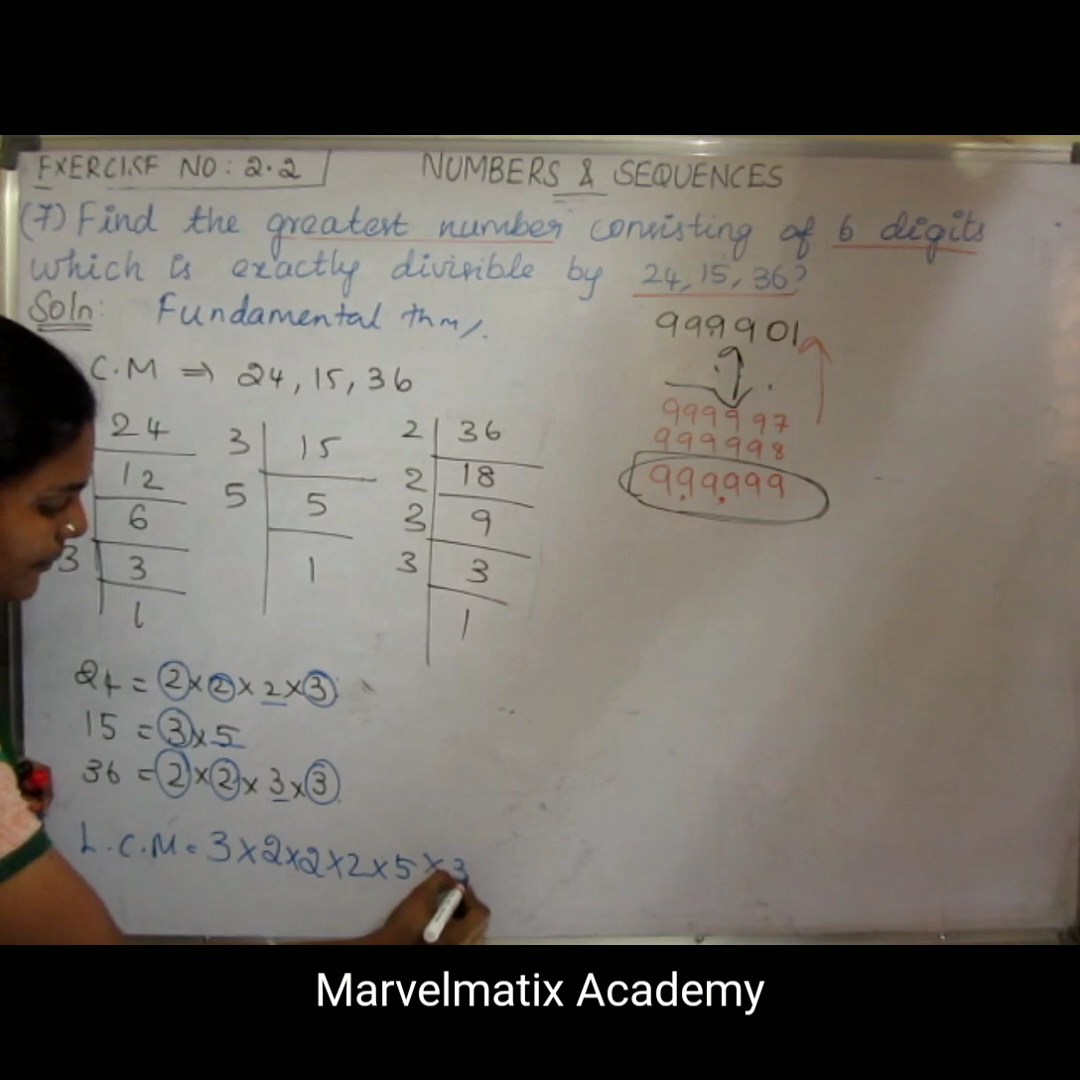 EXERCISE NO: 2.2
NUMBERS & SEQUENCES
(7) Find the greatest number consisting of 6 digits
which is exactly divisible by 24, 15, 36?
Soln: Fundamental thm/.
C.M ⇒ 24, 15, 36
999901
9
999997
999998
999999
24
12
6
3 3
1
3 15
5 5
1
2 36
2 18
3 9
3 3
1
24 = 2 × 2 × 2 × 3
15 = 3 × 5
36 = 2 × 2 × 3 × 3
L.C.M = 3 × 2 × 2 × 2 × 5 × 3
Marvelmatix Academy